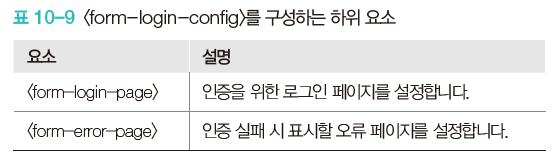 표 10-9 <form-login-config>를 구성하는 하위 요소
요소 설명
<form-login-page> 인증을 위한 로그인 페이지를 설정합니다.
<form-error-page> 인증 실패 시 표시할 오류 페이지를 설정합니다.